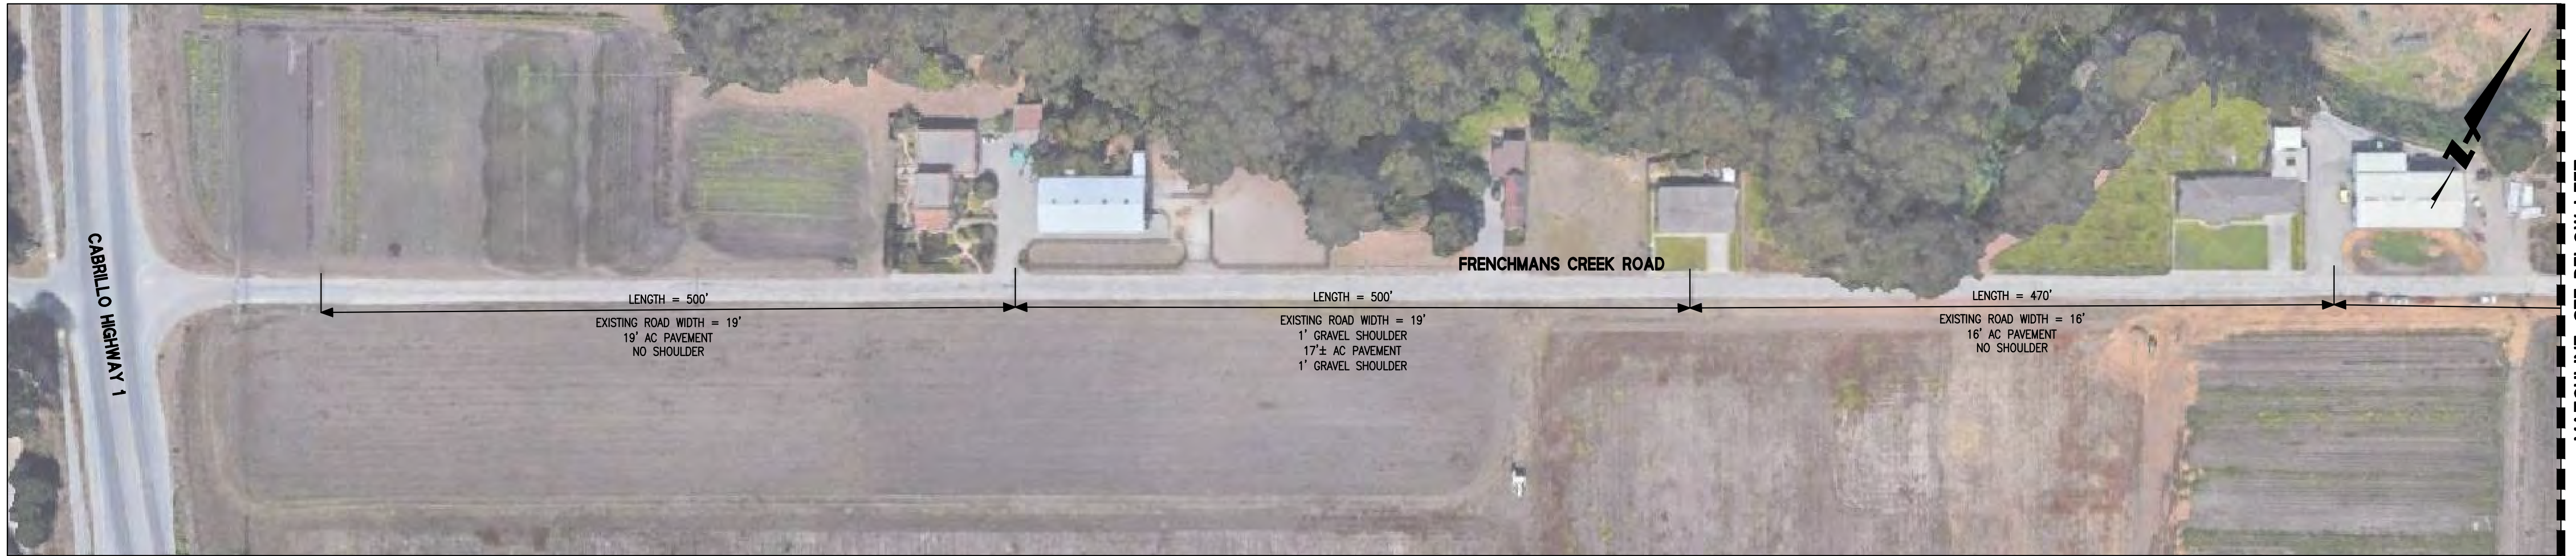 CABRILLO HIGHWAY 1
FRENCHMANS CREEK ROAD
LENGTH = 500'
EXISTING ROAD WIDTH = 19'
19' AC PAVEMENT
NO SHOULDER
LENGTH = 500'
EXISTING ROAD WIDTH = 19'
1' GRAVEL SHOULDER
17'± AC PAVEMENT
1' GRAVEL SHOULDER
LENGTH = 470'
EXISTING ROAD WIDTH = 16'
16' AC PAVEMENT
NO SHOULDER
N